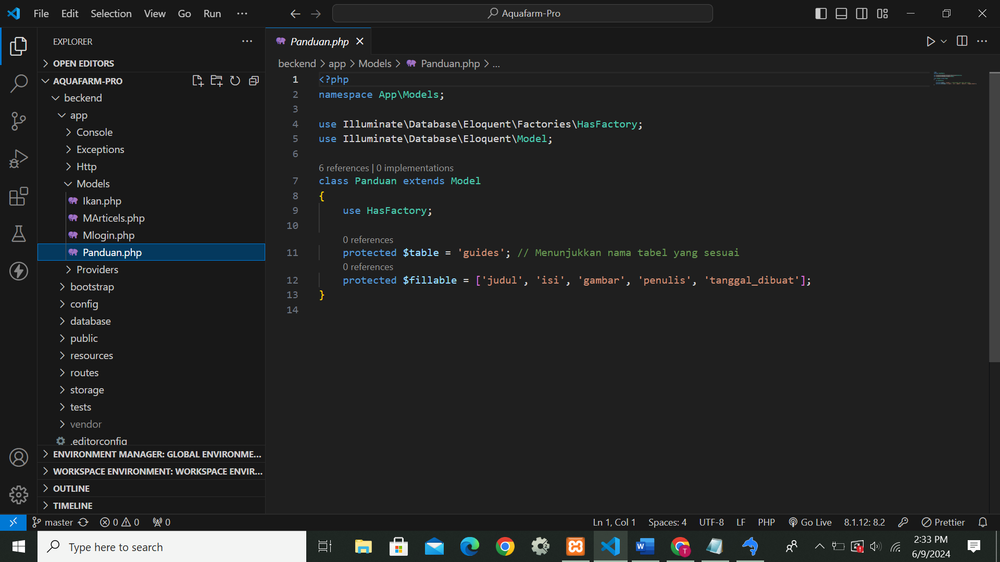 File Edit Selection View Go Run ···
Aquafarm-Pro
EXPLORER
OPEN EDITORS
AQUAFARM-PRO
beckend
app
Console
Exceptions
Http
Models
Ikan.php
MArticels.php
Mlogin.php
Panduan.php
Providers
bootstrap
config
database
public
resources
routes
storage
tests
vendor
.editorconfig
ENVIRONMENT MANAGER: GLOBAL ENVIRONME...
WORKSPACE ENVIRONMENT: WORKSPACE ENVIR...
OUTLINE
TIMELINE
Panduan.php
beckend > app > Models > Panduan.php > ...
1 <?php
2 namespace App\Models;
3
4 use Illuminate\Database\Eloquent\Factories\HasFactory;
5 use Illuminate\Database\Eloquent\Model;
6
6 references | 0 implementations
7 class Panduan extends Model
8 {
9 use HasFactory;
10
0 references
11 protected $table = 'guides'; // Menunjukkan nama tabel yang sesuai
0 references
12 protected $fillable = ['judul', 'isi', 'gambar', 'penulis', 'tanggal_dibuat'];
13 }
14
master 0 0 0
Ln 1, Col 1 Spaces: 4 UTF-8 LF PHP Go Live 8.1.12: 8.2 Prettier
Type here to search
2:33 PM
6/9/2024